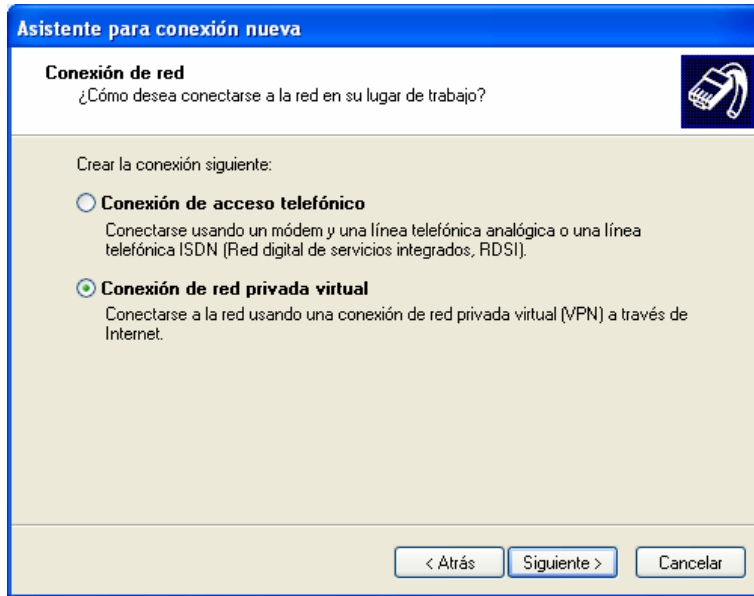 Asistente para conexión nueva
Conexión de red
¿Cómo desea conectarse a la red en su lugar de trabajo?
Crear la conexión siguiente:
Conexión de acceso telefónico
Conectarse usando un módem y una línea telefónica analógica o una línea
telefónica ISDN (Red digital de servicios integrados, RDSI).
Conexión de red privada virtual
Conectarse a la red usando una conexión de red privada virtual (VPN) a través de
Internet.
< Atrás
Siguiente >
Cancelar